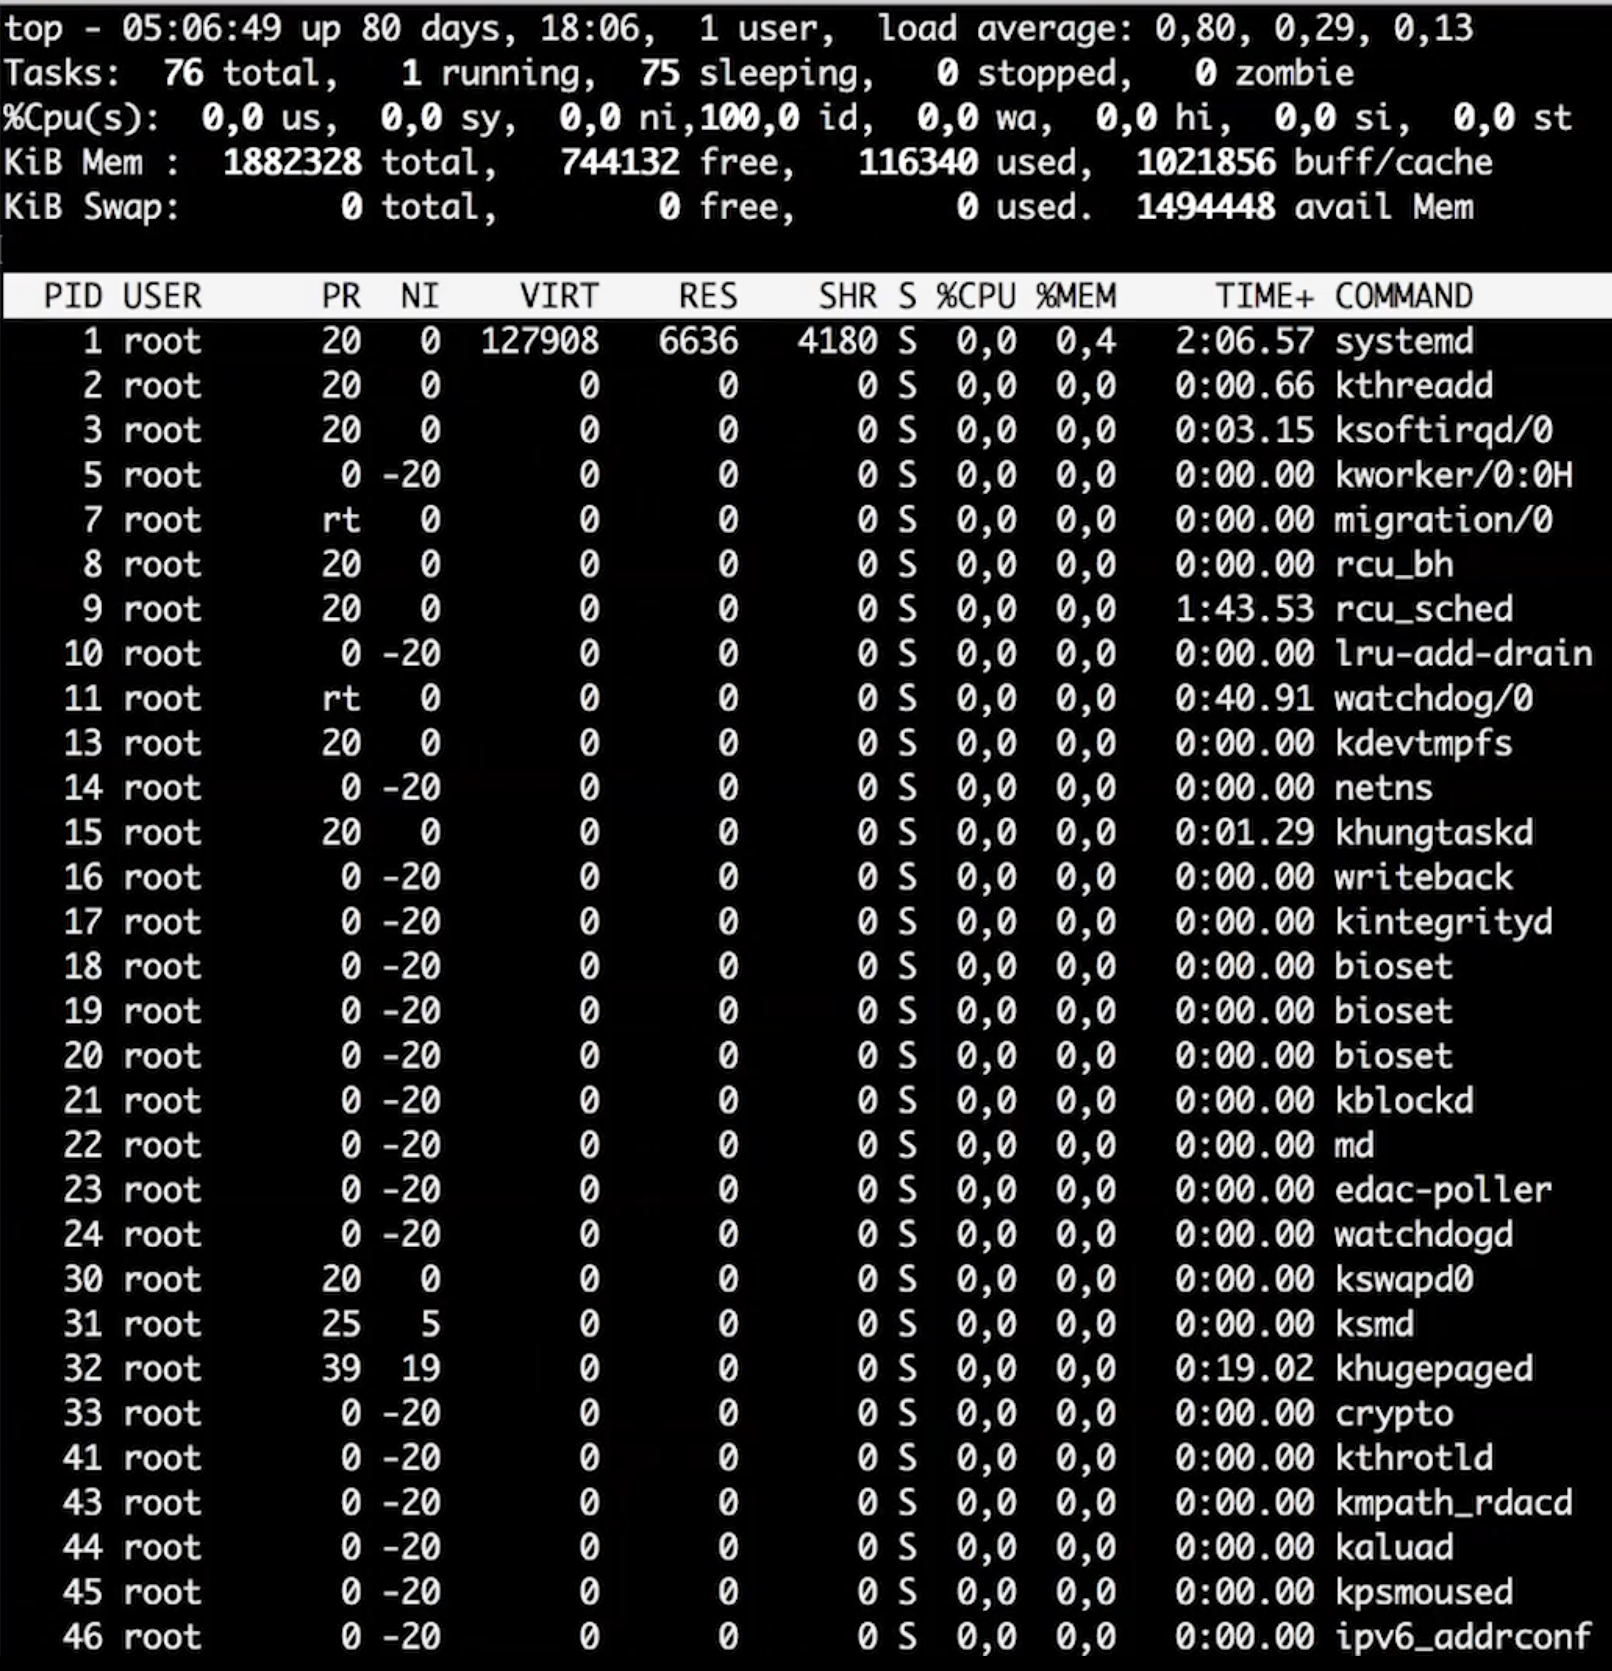 top - 05:06:49 up 80 days, 18:06,  1 user,  load average: 0,80, 0,29, 0,13
Tasks:  76 total,   1 running,  75 sleeping,   0 stopped,   0 zombie
%Cpu(s):  0,0 us,  0,0 sy,  0,0 ni,100,0 id,  0,0 wa,  0,0 hi,  0,0 si,  0,0 st
KiB Mem :  1882328 total,   744132 free,   116340 used,  1021856 buff/cache
KiB Swap:        0 total,        0 free,        0 used.  1494448 avail Mem
PID USER PR NI VIRT RES SHR S %CPU %MEM TIME+ COMMAND
1 root 20 0 127908 6636 4180 S 0,0 0,4 2:06.57 systemd
2 root 20 0 0 0 0 S 0,0 0,0 0:00.66 kthreadd
3 root 20 0 0 0 0 S 0,0 0,0 0:03.15 ksoftirqd/0
5 root 0 -20 0 0 0 S 0,0 0,0 0:00.00 kworker/0:0H
7 root rt 0 0 0 0 S 0,0 0,0 0:00.00 migration/0
8 root 20 0 0 0 0 S 0,0 0,0 0:00.00 rcu_bh
9 root 20 0 0 0 0 S 0,0 0,0 1:43.53 rcu_sched
10 root 0 -20 0 0 0 S 0,0 0,0 0:00.00 lru-add-drain
11 root rt 0 0 0 0 S 0,0 0,0 0:40.91 watchdog/0
13 root 20 0 0 0 0 S 0,0 0,0 0:00.00 kdevtmpfs
14 root 0 -20 0 0 0 S 0,0 0,0 0:00.00 netns
15 root 20 0 0 0 0 S 0,0 0,0 0:01.29 khungtaskd
16 root 0 -20 0 0 0 S 0,0 0,0 0:00.00 writeback
17 root 0 -20 0 0 0 S 0,0 0,0 0:00.00 kintegrityd
18 root 0 -20 0 0 0 S 0,0 0,0 0:00.00 bioset
19 root 0 -20 0 0 0 S 0,0 0,0 0:00.00 bioset
20 root 0 -20 0 0 0 S 0,0 0,0 0:00.00 bioset
21 root 0 -20 0 0 0 S 0,0 0,0 0:00.00 kblockd
22 root 0 -20 0 0 0 S 0,0 0,0 0:00.00 md
23 root 0 -20 0 0 0 S 0,0 0,0 0:00.00 edac-poller
24 root 0 -20 0 0 0 S 0,0 0,0 0:00.00 watchdogd
30 root 20 0 0 0 0 S 0,0 0,0 0:00.00 kswapd0
31 root 25 5 0 0 0 S 0,0 0,0 0:00.00 ksmd
32 root 39 19 0 0 0 S 0,0 0,0 0:19.02 khugepaged
33 root 0 -20 0 0 0 S 0,0 0,0 0:00.00 crypto
41 root 0 -20 0 0 0 S 0,0 0,0 0:00.00 kthrotld
43 root 0 -20 0 0 0 S 0,0 0,0 0:00.00 kmpath_rdacd
44 root 0 -20 0 0 0 S 0,0 0,0 0:00.00 kaluad
45 root 0 -20 0 0 0 S 0,0 0,0 0:00.00 kpsmoused
46 root 0 -20 0 0 0 S 0,0 0,0 0:00.00 ipv6_addrconf